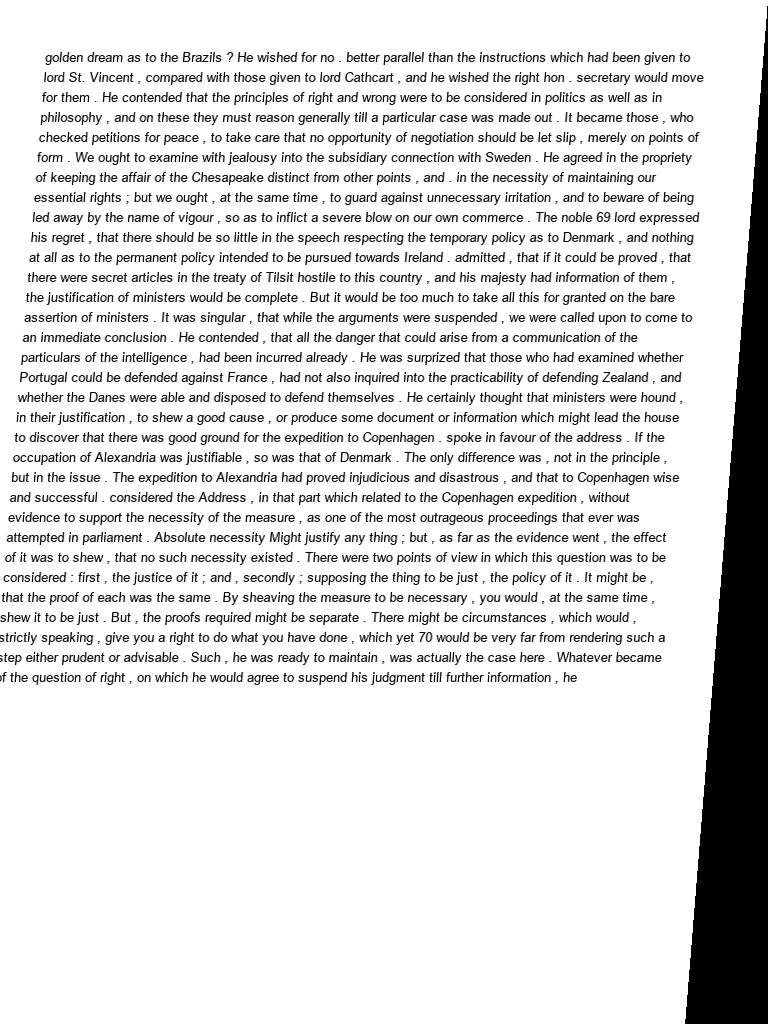 golden dream as to the Brazils ? He wished for no . better parallel than the instructions which had been given to
lord St. Vincent , compared with those given to lord Cathcart , and he wished the right hon . secretary would move
for them . He contended that the principles of right and wrong were to be considered in politics as well as in
philosophy , and on these they must reason generally till a particular case was made out . It became those , who
checked petitions for peace , to take care that no opportunity of negotiation should be let slip , merely on points of
form . We ought to examine with jealousy into the subsidiary connection with Sweden . He agreed in the propriety
of keeping the affair of the Chesapeake distinct from other points , and . in the necessity of maintaining our
essential rights ; but we ought , at the same time , to guard against unnecessary irritation , and to beware of being
led away by the name of vigour , so as to inflict a severe blow on our own commerce . The noble 69 lord expressed
his regret , that there should be so little in the speech respecting the temporary policy as to Denmark , and nothing
at all as to the permanent policy intended to be pursued towards Ireland . admitted , that if it could be proved , that
there were secret articles in the treaty of Tilsit hostile to this country , and his majesty had information of them ,
the justification of ministers would be complete . But it would be too much to take all this for granted on the bare
assertion of ministers . It was singular , that while the arguments were suspended , we were called upon to come to
an immediate conclusion . He contended , that all the danger that could arise from a communication of the
particulars of the intelligence , had been incurred already . He was surprized that those who had examined whether
Portugal could be defended against France , had not also inquired into the practicability of defending Zealand , and
whether the Danes were able and disposed to defend themselves . He certainly thought that ministers were hound ,
in their justification , to shew a good cause , or produce some document or information which might lead the house
to discover that there was good ground for the expedition to Copenhagen . spoke in favour of the address . If the
occupation of Alexandria was justifiable , so was that of Denmark . The only difference was , not in the principle ,
but in the issue . The expedition to Alexandria had proved injudicious and disastrous , and that to Copenhagen wise
and successful . considered the Address , in that part which related to the Copenhagen expedition , without
evidence to support the necessity of the measure , as one of the most outrageous proceedings that ever was
attempted in parliament . Absolute necessity Might justify any thing ; but , as far as the evidence went , the effect
of it was to shew , that no such necessity existed . There were two points of view in which this question was to be
considered : first , the justice of it ; and , secondly ; supposing the thing to be just , the policy of it . It might be ,
that the proof of each was the same . By sheaving the measure to be necessary , you would , at the same time ,
shew it to be just . But , the proofs required might be separate . There might be circumstances , which would ,
strictly speaking , give you a right to do what you have done , which yet 70 would be very far from rendering such a
step either prudent or advisable . Such , he was ready to maintain , was actually the case here . Whatever became
of the question of right , on which he would agree to suspend his judgment till further information , he